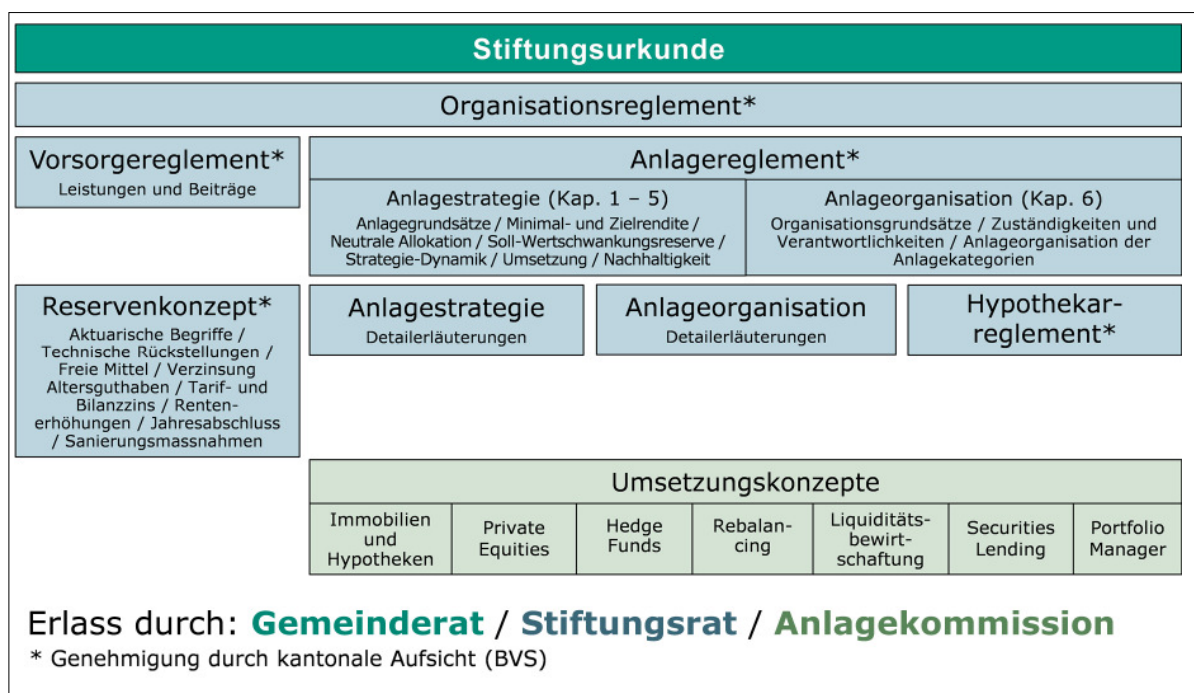 Stiftungsurkunde
Organisationsreglement*
Vorsorgereglement*
Leistungen und Beiträge
Anlagereglement*
Anlagestrategie (Kap. 1 – 5)
Anlagegrundsätze / Minimal- und Zielrendite /
Neutrale Allokation / Soll-Wertschwankungsreserve /
Strategie-Dynamik / Umsetzung / Nachhaltigkeit
Anlageorganisation (Kap. 6)
Organisationsgrundsätze / Zuständigkeiten und
Verantwortlichkeiten / Anlageorganisation der
Anlagekategorien
Reservenkonzept*
Aktuarische Begriffe /
Technische Rückstellungen /
Freie Mittel / Verzinsung
Altersguthaben / Tarif- und
Bilanzzins / Renten-
erhöhungen / Jahresabschluss
/ Sanierungsmassnahmen
Anlagestrategie
Detailerläuterungen
Anlageorganisation
Detailerläuterungen
Hypothekar-
reglement*
Umsetzungskonzepte
Immobilien
und
Hypotheken
Private
Equities
Hedge
Funds
Rebalan-
cing
Liquiditäts-
bewirt-
schaftung
Securities
Lending
Portfolio
Manager
Erlass durch: Gemeinderat / Stiftungsrat / Anlagekommission
* Genehmigung durch kantonale Aufsicht (BVS)